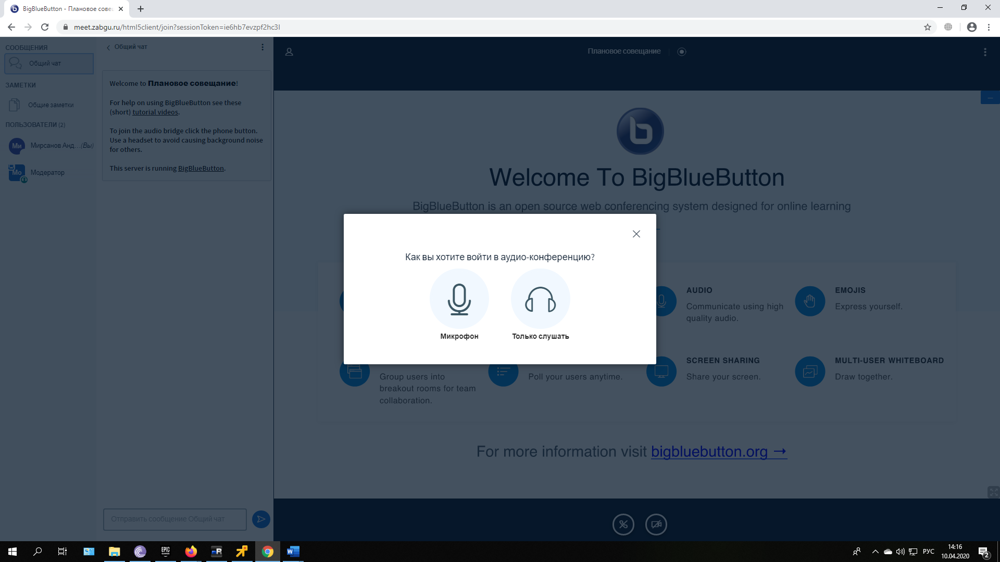 BigBlueButton - Плановое сове
meet.zabgu.ru/html5client/join?sessionToken=ie6hb7evzpf2hc3l
СООБЩЕНИЯ
Общий чат
ЗАМЕТКИ
Общие заметки
ПОЛЬЗОВАТЕЛИ (2)
Ми Мирсанов Анд...(Вы)
Мо Модератор
Общий чат
Welcome to Плановое совещание!
For help on using BigBlueButton see these
(short) tutorial videos.
To join the audio bridge click the phone button.
Use a headset to avoid causing background noise
for others.
This server is running BigBlueButton.
Отправить сообщение Общий чат
Плановое совещание
Welcome To BigBlueButton
BigBlueButton is an open source web conferencing system designed for online learning
Как вы хотите войти в аудио-конференцию?
Микрофон
Только слушать
AUDIO
Communicate using high
quality audio.
EMOJIS
Express yourself.
Group users into
breakout rooms for team
collaboration.
Poll your users anytime.
SCREEN SHARING
Share your screen.
MULTI-USER WHITEBOARD
Draw together.
For more information visit bigbluebutton.org →
EPIC
GAMES
mR
W
РУС
14:16
10.04.2020
2